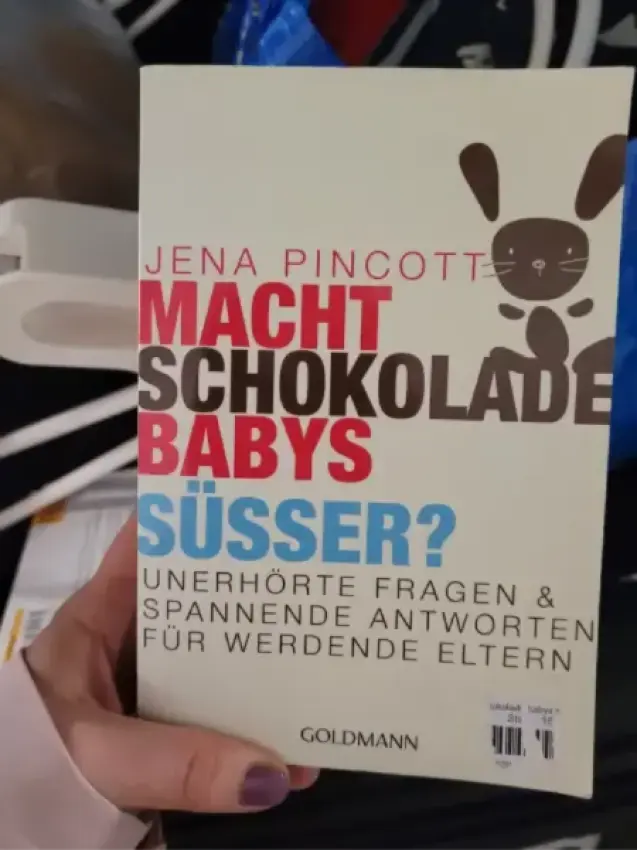 JENA PINCOTT
MACHT
SCHOKOLADE
BABYS
SÜSSER?
UNERHÖRTE FRAGEN &
SPANNENDE ANTWORTEN
FÜR WERDENDE ELTERN
GOLDMANN